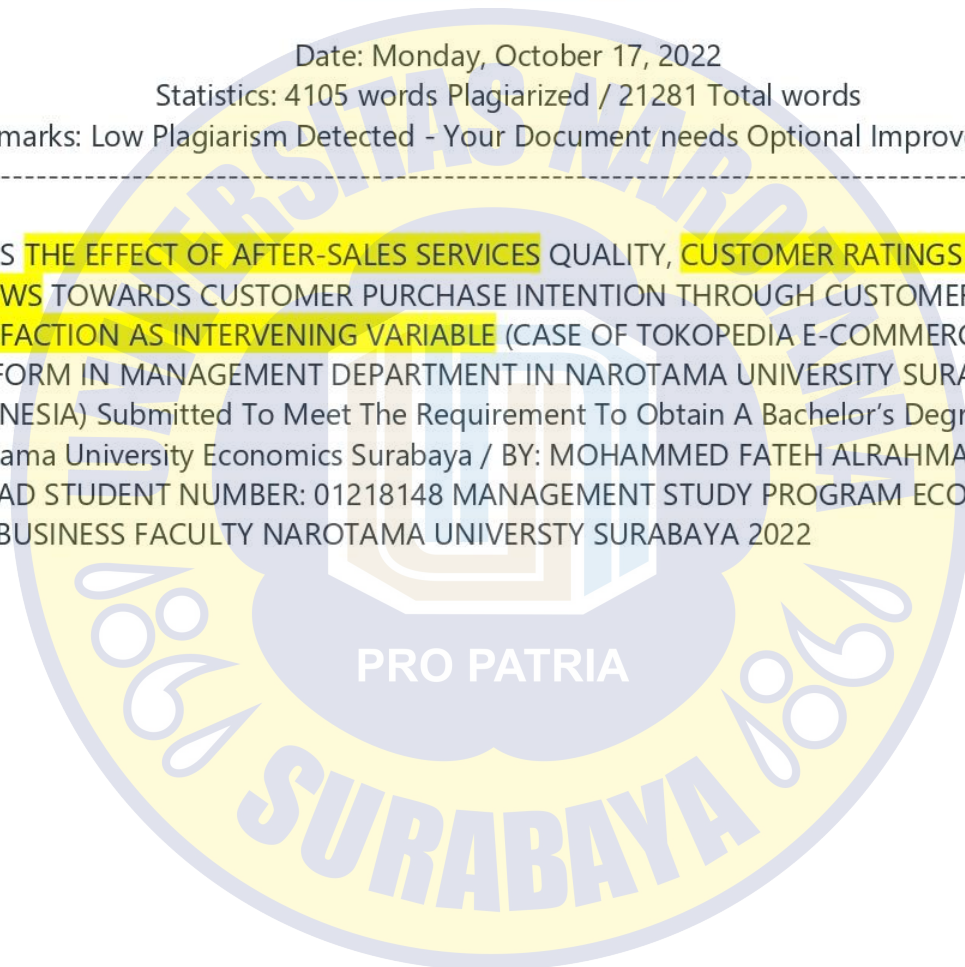 Date: Monday, October 17, 2022
Statistics: 4105 words Plagiarized / 21281 Total words
marks: Low Plagiarism Detected - Your Document needs Optional Improv
--------------------------------------------------------------------------------
S THE EFFECT OF AFTER-SALES SERVICES QUALITY, CUSTOMER RATINGS
WS TOWARDS CUSTOMER PURCHASE INTENTION THROUGH CUSTOMER
FACTION AS INTERVENING VARIABLE (CASE OF TOKOPEDIA E-COMMERC
FORM IN MANAGEMENT DEPARTMENT IN NAROTAMA UNIVERSITY SURA
NESIA) Submitted To Meet The Requirement To Obtain A Bachelor's Degr
ama University Economics Surabaya / BY: MOHAMMED FATEH ALRAHMA
AD STUDENT NUMBER: 01218148 MANAGEMENT STUDY PROGRAM ECO
BUSINESS FACULTY NAROTAMA UNIVERSTY SURABAYA 2022
UNIVERSITAS NAROTAMA
PRO PATRIA
SURABAYA